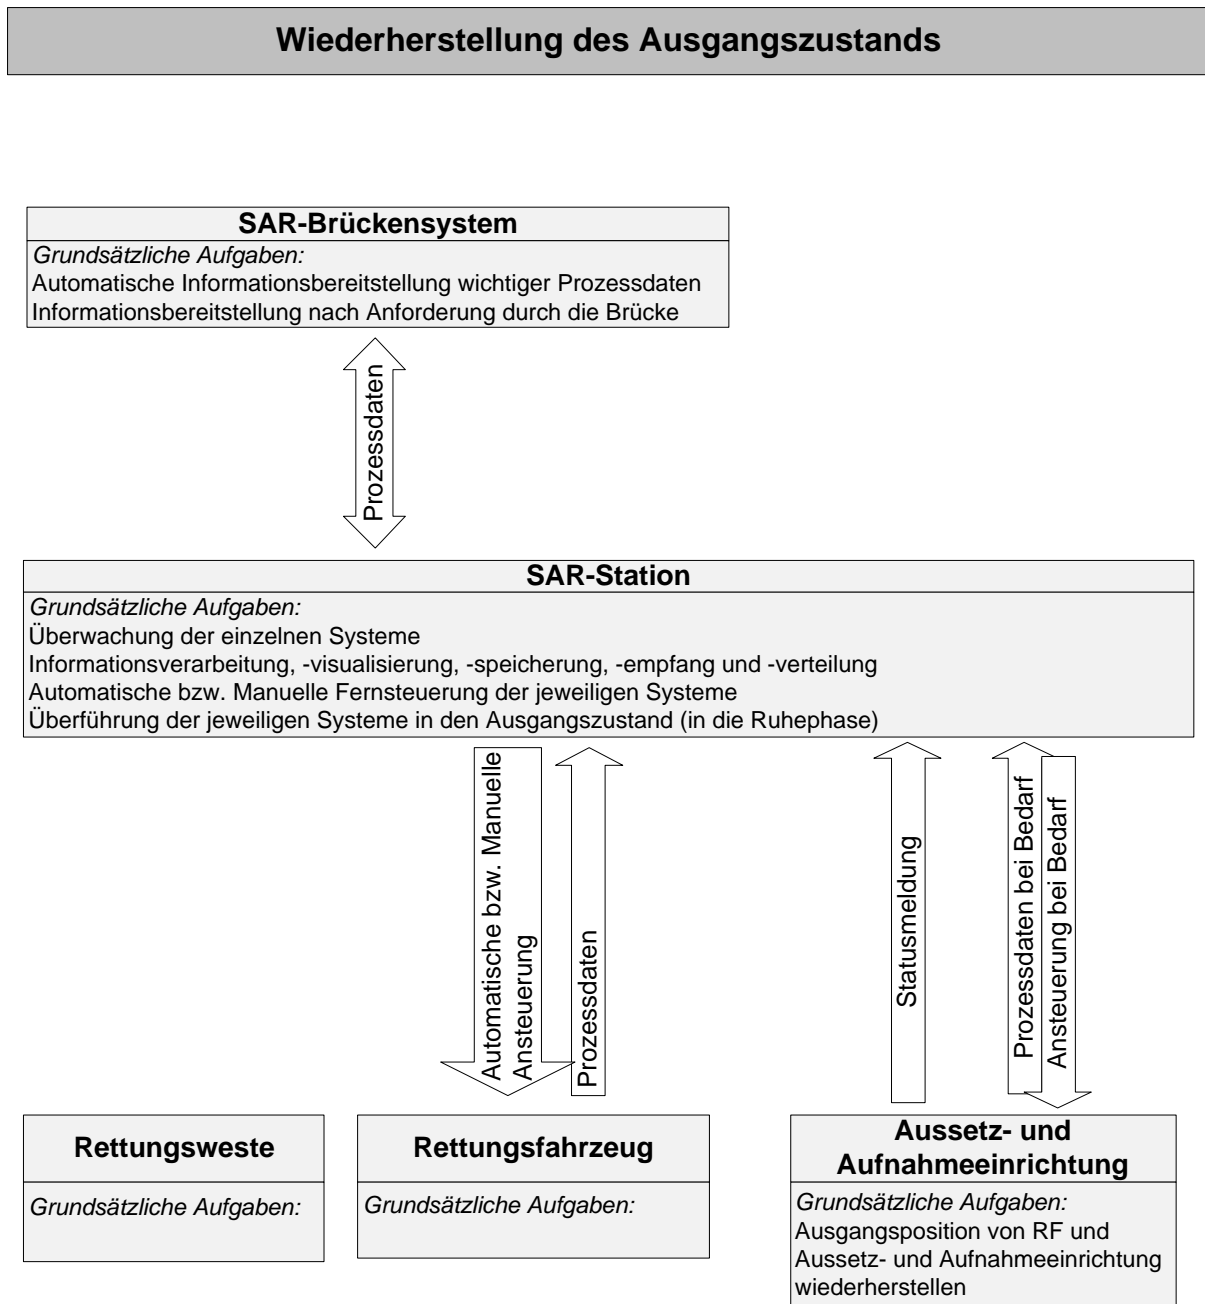 Wiederherstellung des Ausgangszustands
SAR-Brückensystem
Grundsätzliche Aufgaben:
Automatische Informationsbereitstellung wichtiger Prozessdaten
Informationsbereitstellung nach Anforderung durch die Brücke
Prozessdaten
SAR-Station
Grundsätzliche Aufgaben:
Überwachung der einzelnen Systeme
Informationsverarbeitung, -visualisierung, -speicherung, -empfang und -verteilung
Automatische bzw. Manuelle Fernsteuerung der jeweiligen Systeme
Überführung der jeweiligen Systeme in den Ausgangszustand (in die Ruhephase)
Automatische bzw. Manuelle
Ansteuerung
Prozessdaten
Statusmeldung
Prozessdaten bei Bedarf
Ansteuerung bei Bedarf
Rettungsweste
Grundsätzliche Aufgaben:
Rettungsfahrzeug
Grundsätzliche Aufgaben:
Aussetz- und
Aufnahmeeinrichtung
Grundsätzliche Aufgaben:
Ausgangsposition von RF und
Aussetz- und Aufnahmeeinrichtung
wiederherstellen